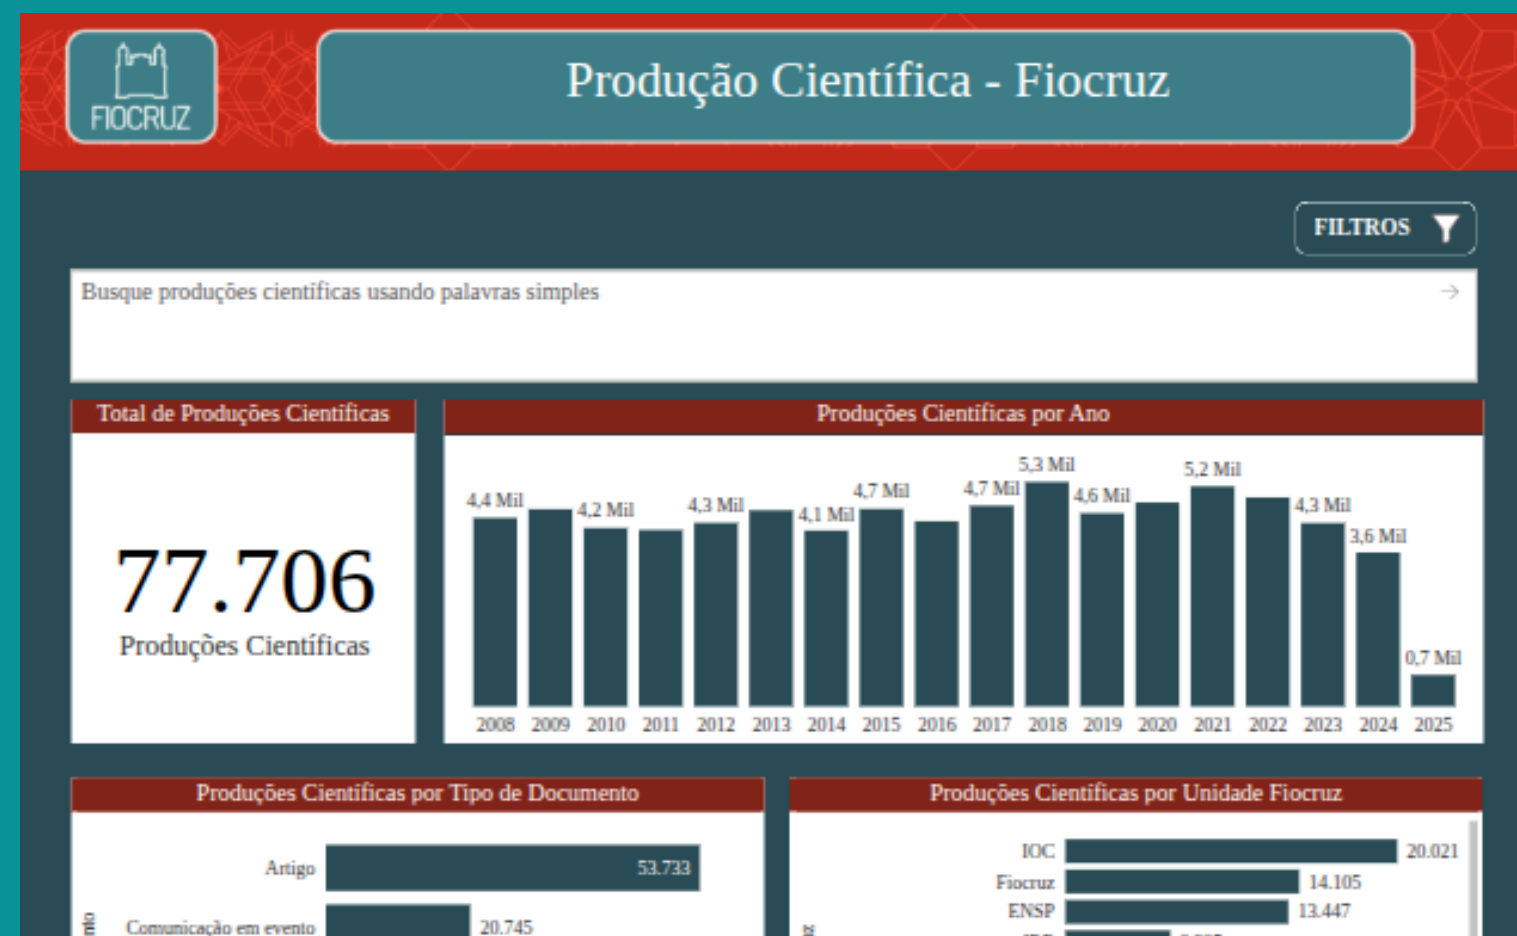 FIOCRUZ
Produção Científica - Fiocruz
FILTROS
Busque produções científicas usando palavras simples
Total de Produções Científicas
77.706
Produções Científicas
Produções Científicas por Ano
4,4 Mil 4,2 Mil 4,3 Mil 4,1 Mil 4,7 Mil 4,7 Mil 5,3 Mil 4,6 Mil 5,2 Mil 4,3 Mil 3,6 Mil 0,7 Mil
2008 2009 2010 2011 2012 2013 2014 2015 2016 2017 2018 2019 2020 2021 2022 2023 2024 2025
Produções Científicas por Tipo de Documento
Artigo 53.733
Comunicação em evento 20.745
Produções Científicas por Unidade Fiocruz
IOC 20.021
Fiocruz 14.105
ENSP 13.447